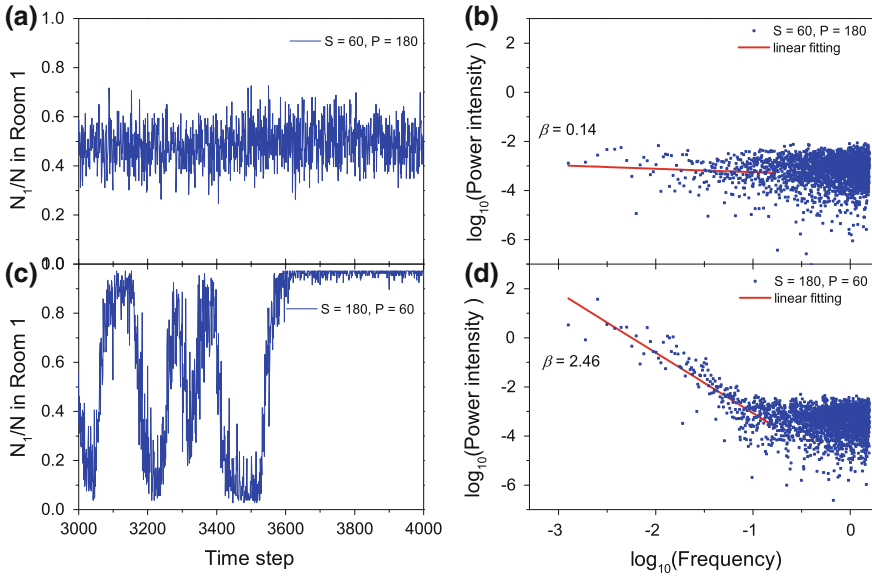 (a)
1.0
0.8
0.6
0.4
0.2
0.0
N₁/N in Room 1
S = 60, P = 180
(b)
2
0
-2
-4
-6
log₁₀(Power intensity )
S = 60, P = 180
linear fitting
β = 0.14
(c)
1.0
0.8
0.6
0.4
0.2
0.0
N₁/N in Room 1
S = 180, P = 60
3000 3200 3400 3600 3800 4000
Time step
(d)
2
0
-2
-4
-6
log₁₀(Power intensity )
S = 180, P = 60
linear fitting
β = 2.46
-3 -2 -1 0
log₁₀(Frequency)